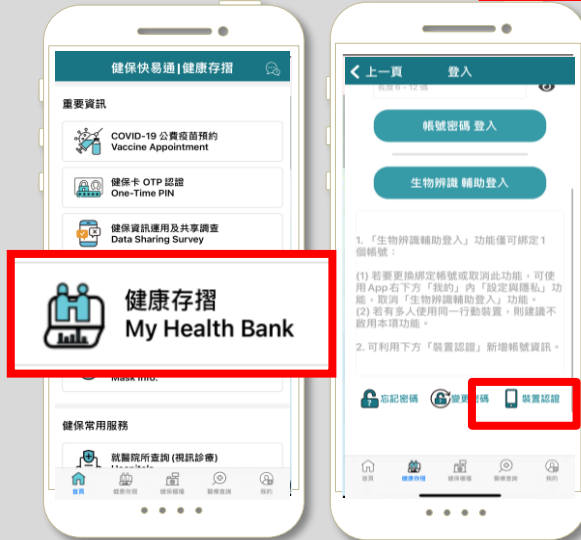 健保快易通|健康存摺
重要資訊
COVID-19 公費疫苗預約
Vaccine Appointment
健保卡 OTP 認證
One-Time PIN
健保資訊運用及共享調查
Data Sharing Survey
健康存摺
My Health Bank
Mask Info.
健保常用服務
就醫院所查詢 (視訊診療)
首頁
健康存摺
健保櫃檯
醫療查詢
我的
上一頁
登入
長度 6 - 12 碼
帳號密碼 登入
生物辨識 輔助登入
1. 「生物辨識輔助登入」功能僅可綁定1
個帳號：
(1) 若要更換綁定帳號或取消此功能，可使
用App右下方「我的」內「設定與隱私」功
能，取消「生物辨識輔助登入」功能。
(2) 若有多人使用同一行動裝置，則建議不
啟用本項功能。
2. 可利用下方「裝置認證」新增帳號資訊。
忘記密碼
變更密碼
裝置認證
首頁
健康存摺
健保櫃檯
醫療查詢
我的